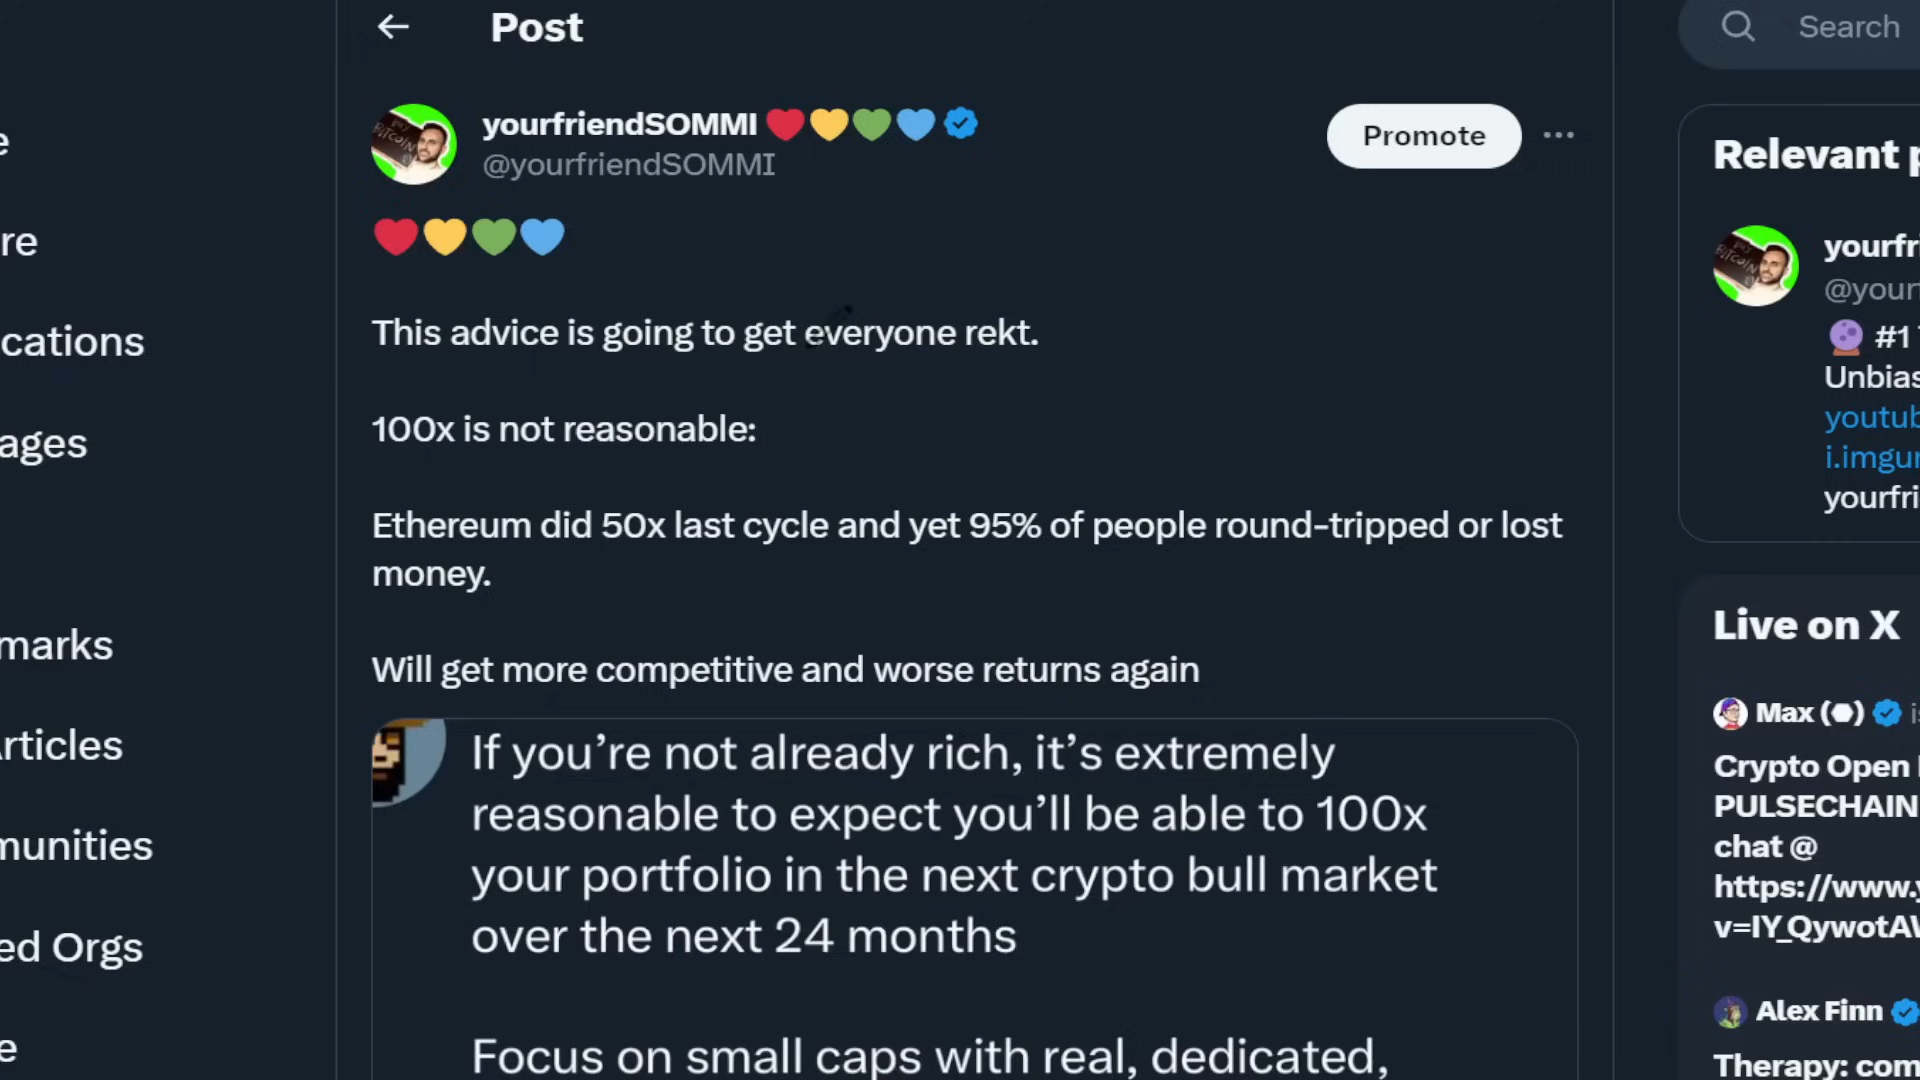 Post
Search
yourfriendSOMMI
@yourfriendSOMMI
Promote
This advice is going to get everyone rekt.
100x is not reasonable:
Ethereum did 50x last cycle and yet 95% of people round-tripped or lost
money.
Will get more competitive and worse returns again
If you’re not already rich, it’s extremely
reasonable to expect you’ll be able to 100x
your portfolio in the next crypto bull market
over the next 24 months
Focus on small caps with real, dedicated,
e
re
cations
ages
marks
rticles
munities
ed Orgs
e
Relevant p
yourfri
@your
#1
Unbias
youtub
i.imgur
yourfri
Live on X
Max
Crypto Open
PULSECHAIN
chat @
https://www.y
v=IY_QywotAV
Alex Finn
Therapy: com